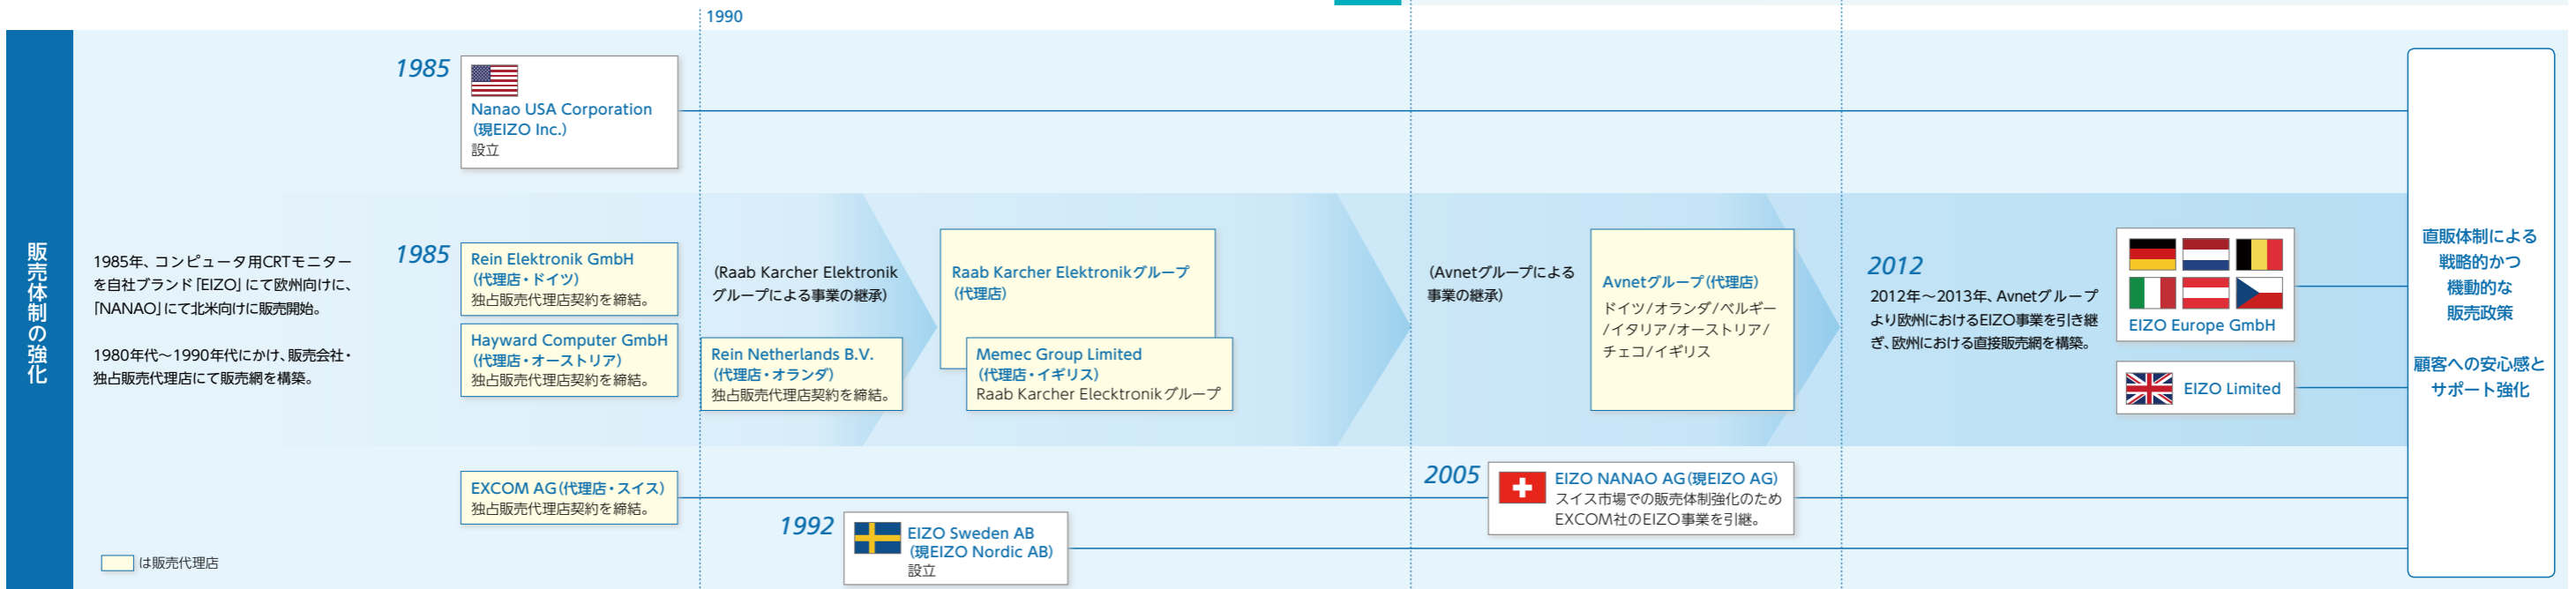 1990
販売体制の強化
1985
Nanao USA Corporation
（現EIZO Inc.）
設立
1985年、コンピュータ用CRTモニター
を自社ブランド「EIZO」にて欧州向けに、
「NANAO」にて北米向けに販売開始。
1980年代～1990年代にかけ、販売会社・
独占販売代理店にて販売網を構築。
1985
Rein Elektronik GmbH
（代理店・ドイツ）
独占販売代理店契約を締結。
Hayward Computer GmbH
（代理店・オーストリア）
独占販売代理店契約を締結。
（Raab Karcher Elektronik
グループによる事業の継承）
Rein Netherlands B.V.
（代理店・オランダ）
独占販売代理店契約を締結。
Raab Karcher Elektronikグループ
（代理店）
Memec Group Limited
（代理店・イギリス）
Raab Karcher Elecktronikグループ
（Avnetグループによる
事業の継承）
Avnetグループ（代理店）
ドイツ/オランダ/ベルギー
/イタリア/オーストリア/
チェコ/イギリス
2012
2012年～2013年、Avnetグループ
より欧州におけるEIZO事業を引き継
ぎ、欧州における直接販売網を構築。
EIZO Europe GmbH
EIZO Limited
EXCOM AG（代理店・スイス）
独占販売代理店契約を締結。
1992
EIZO Sweden AB
（現EIZO Nordic AB）
設立
2005
EIZO NANAO AG（現EIZO AG）
スイス市場での販売体制強化のため
EXCOM社のEIZO事業を引継。
直販体制による
戦略的かつ
機動的な
販売政策
顧客への安心感と
サポート強化
は販売代理店